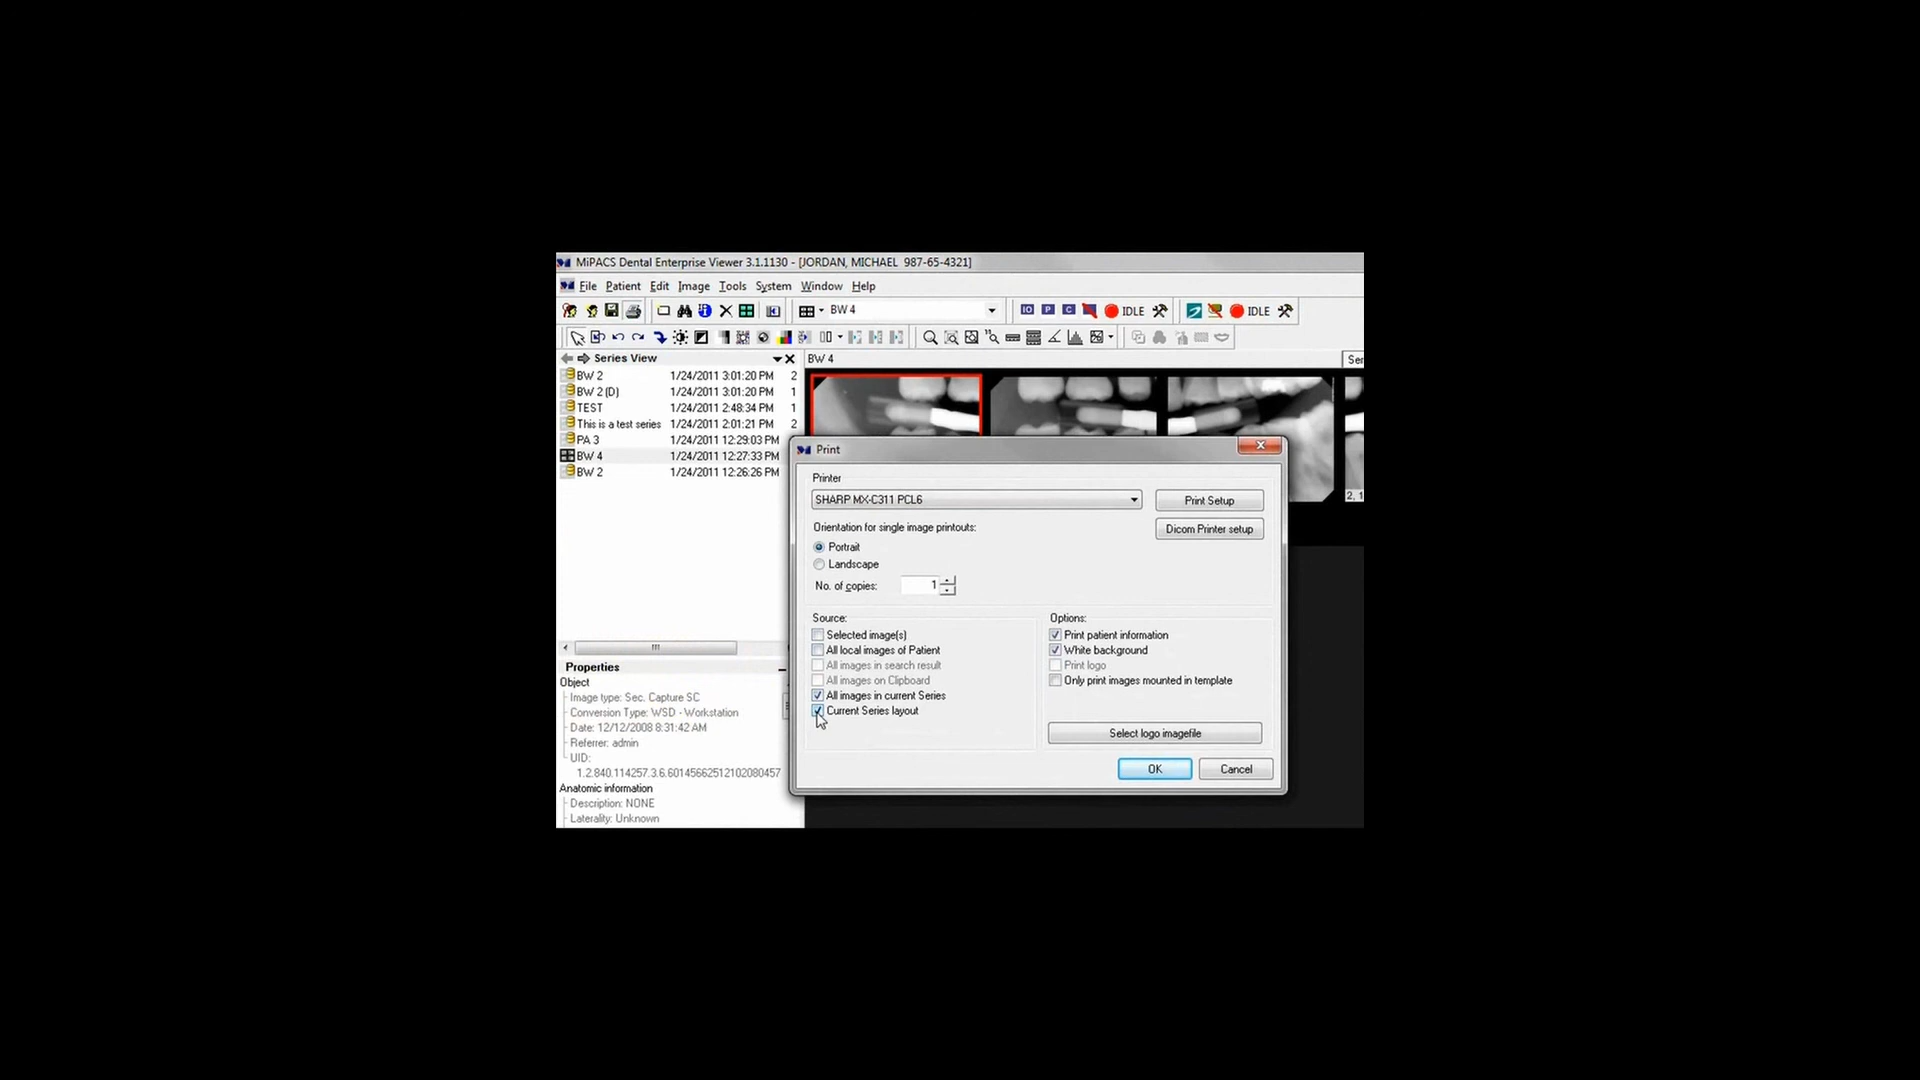 MiPACS Dental Enterprise Viewer 3.1.1130 - [JORDAN, MICHAEL 987-65-4321]
File Patient Edit Image Tools System Window Help
BW 4 IO P C IDLE IDLE
Series View
BW 4
BW 2 1/24/2011 3:01:20 PM 2
BW 2 (D) 1/24/2011 3:01:20 PM 1
TEST 1/24/2011 2:48:34 PM 1
This is a test series 1/24/2011 2:01:21 PM 2
PA 3 1/24/2011 12:29:03 PM
BW 4 1/24/2011 12:27:33 PM
BW 2 1/24/2011 12:26:26 PM
Properties
Object
Image type: Sec. Capture SC
Conversion Type: WSD - Workstation
Date: 12/12/2008 8:31:42 AM
Referrer: admin
UID:
1.2.840.114257.3.6.60145662512102080457
Anatomic information
Description: NONE
Laterality: Unknown
Print
Printer
SHARP MX-C311 PCL6
Print Setup
Dicom Printer setup
Orientation for single image printouts:
Portrait
Landscape
No. of copies: 1
Source:
Selected image(s)
All local images of Patient
All images in search result
All images on Clipboard
All images in current Series
Current Series layout
Options:
Print patient information
White background
Print logo
Only print images mounted in template
Select logo imagefile
OK Cancel